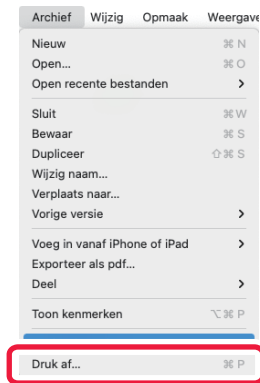 Archief Wijzig Opmaak Weergave
Nieuw ⌘ N
Open... ⌘ O
Open recente bestanden >
Sluit ⌘ W
Bewaar ⌘ S
Dupliceer ⇧ ⌘ S
Wijzig naam...
Verplaats naar...
Vorige versie >
Voeg in vanaf iPhone of iPad >
Exporteer als pdf...
Deel >
Toon kenmerken ⌥ ⌘ P
Druk af... ⌘ P